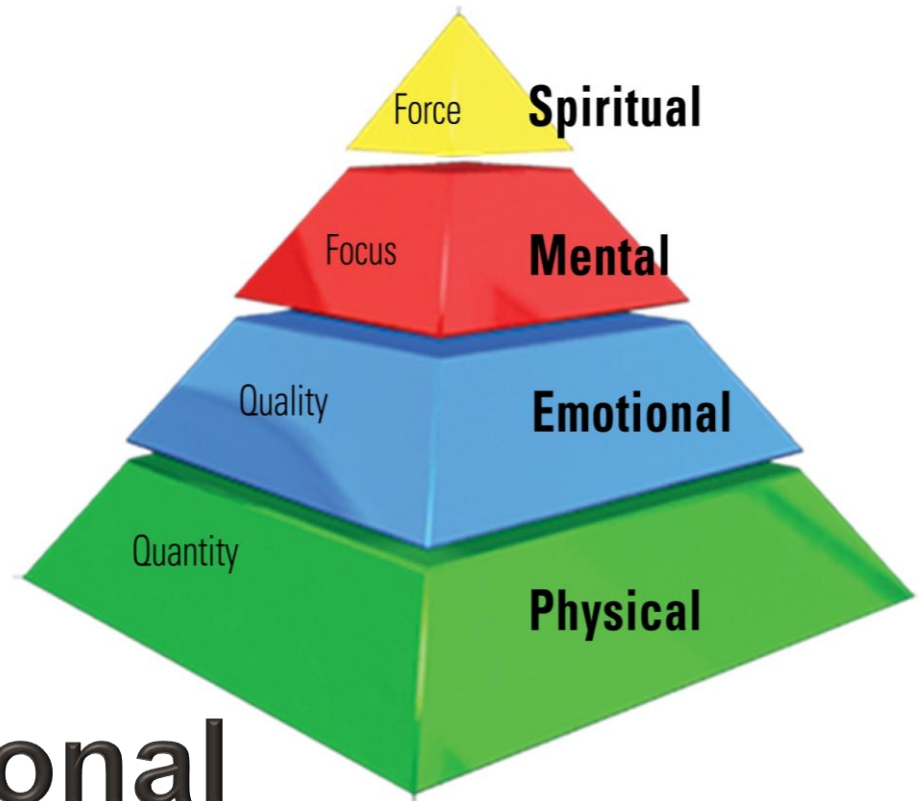 Force Spiritual
Focus Mental
Quality Emotional
Quantity Physical
onal